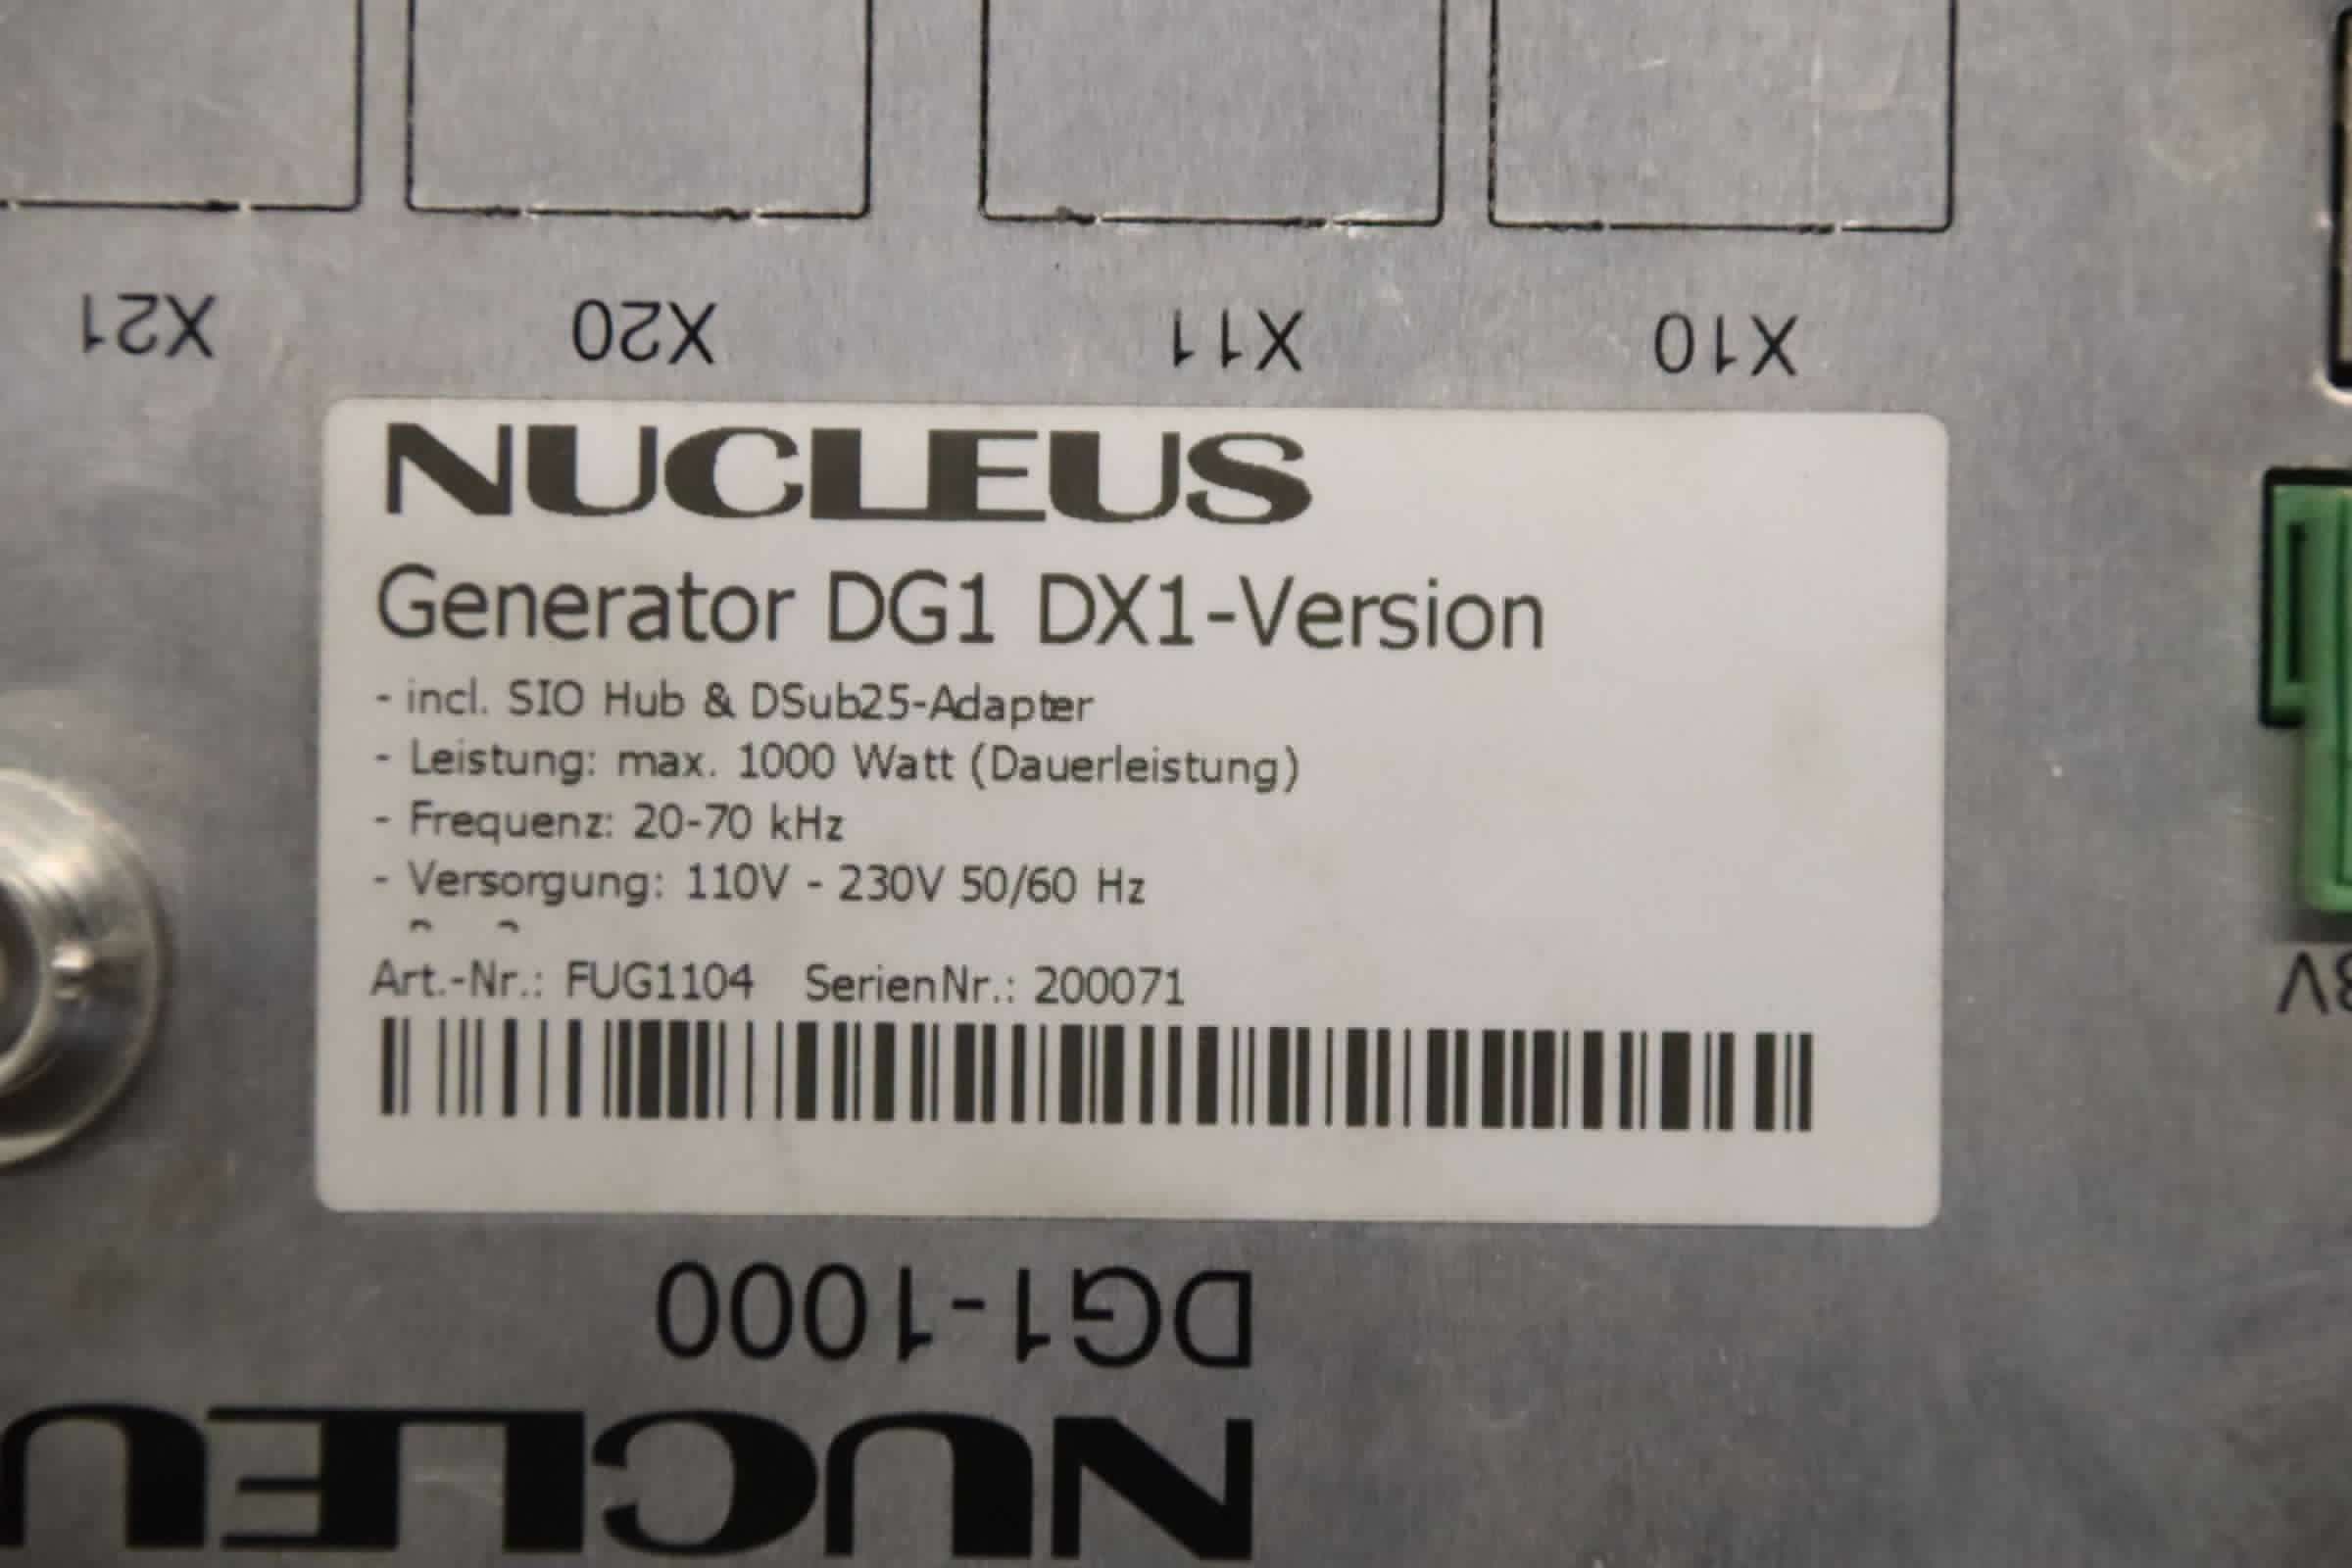 X21 X20 X11 X10
NUCLEUS
Generator DG1 DX1-Version
- incl. SIO Hub & DSub25-Adapter
- Leistung: max. 1000 Watt (Dauerleistung)
- Frequenz: 20-70 kHz
- Versorgung: 110V - 230V 50/60 Hz
Art.-Nr.: FUG1104 SerienNr.: 200071
DG1-1000
NUCLEU